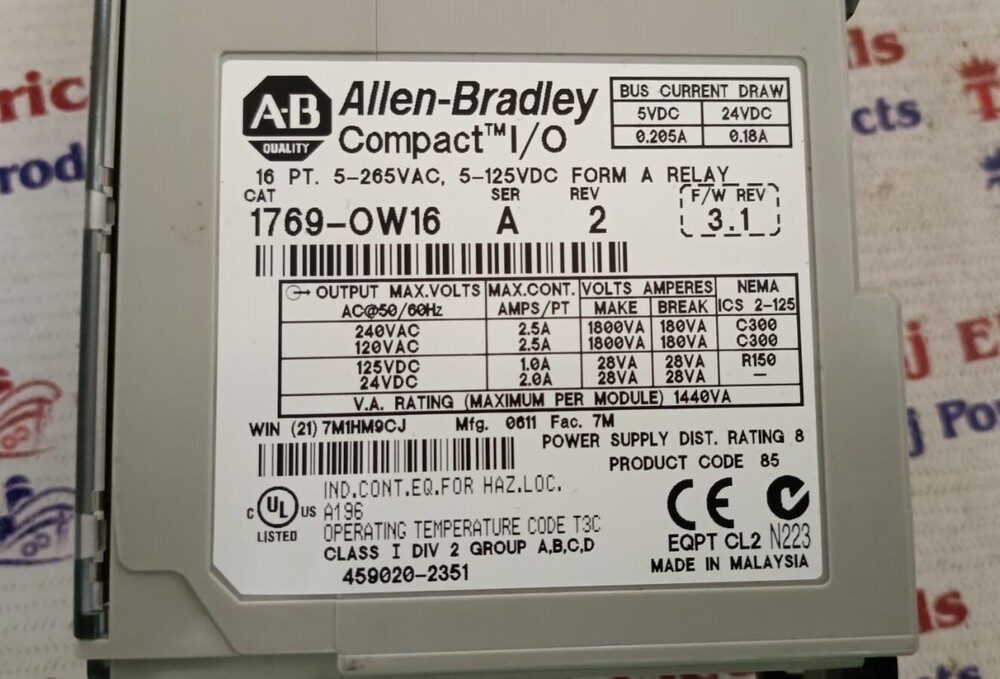 A-B
QUALITY
Allen-Bradley
Compact™ I/O
BUS CURRENT DRAW
5VDC 24VDC
0.205A 0.18A
16 PT. 5-265VAC, 5-125VDC FORM A RELAY
CAT SER REV F/W REV
1769-OW16 A 2 3.1
OUTPUT MAX.VOLTS MAX.CONT. VOLTS AMPERES NEMA
AC@50/60Hz AMPS/PT MAKE BREAK ICS 2-125
240VAC 2.5A 1800VA 180VA C300
120VAC 2.5A 1800VA 180VA C300
125VDC 1.0A 28VA 28VA R150
24VDC 2.0A 28VA 28VA —
V.A. RATING (MAXIMUM PER MODULE) 1440VA
WIN (21) 7M1HM9CJ Mfg. 0611 Fac. 7M
POWER SUPPLY DIST. RATING 8
PRODUCT CODE 85
C UL US
LISTED
IND.CONT.EQ.FOR HAZ.LOC.
A196
OPERATING TEMPERATURE CODE T3C
CLASS I DIV 2 GROUP A,B,C,D
459020-2351
CE
EQPT CL2 N223
MADE IN MALAYSIA